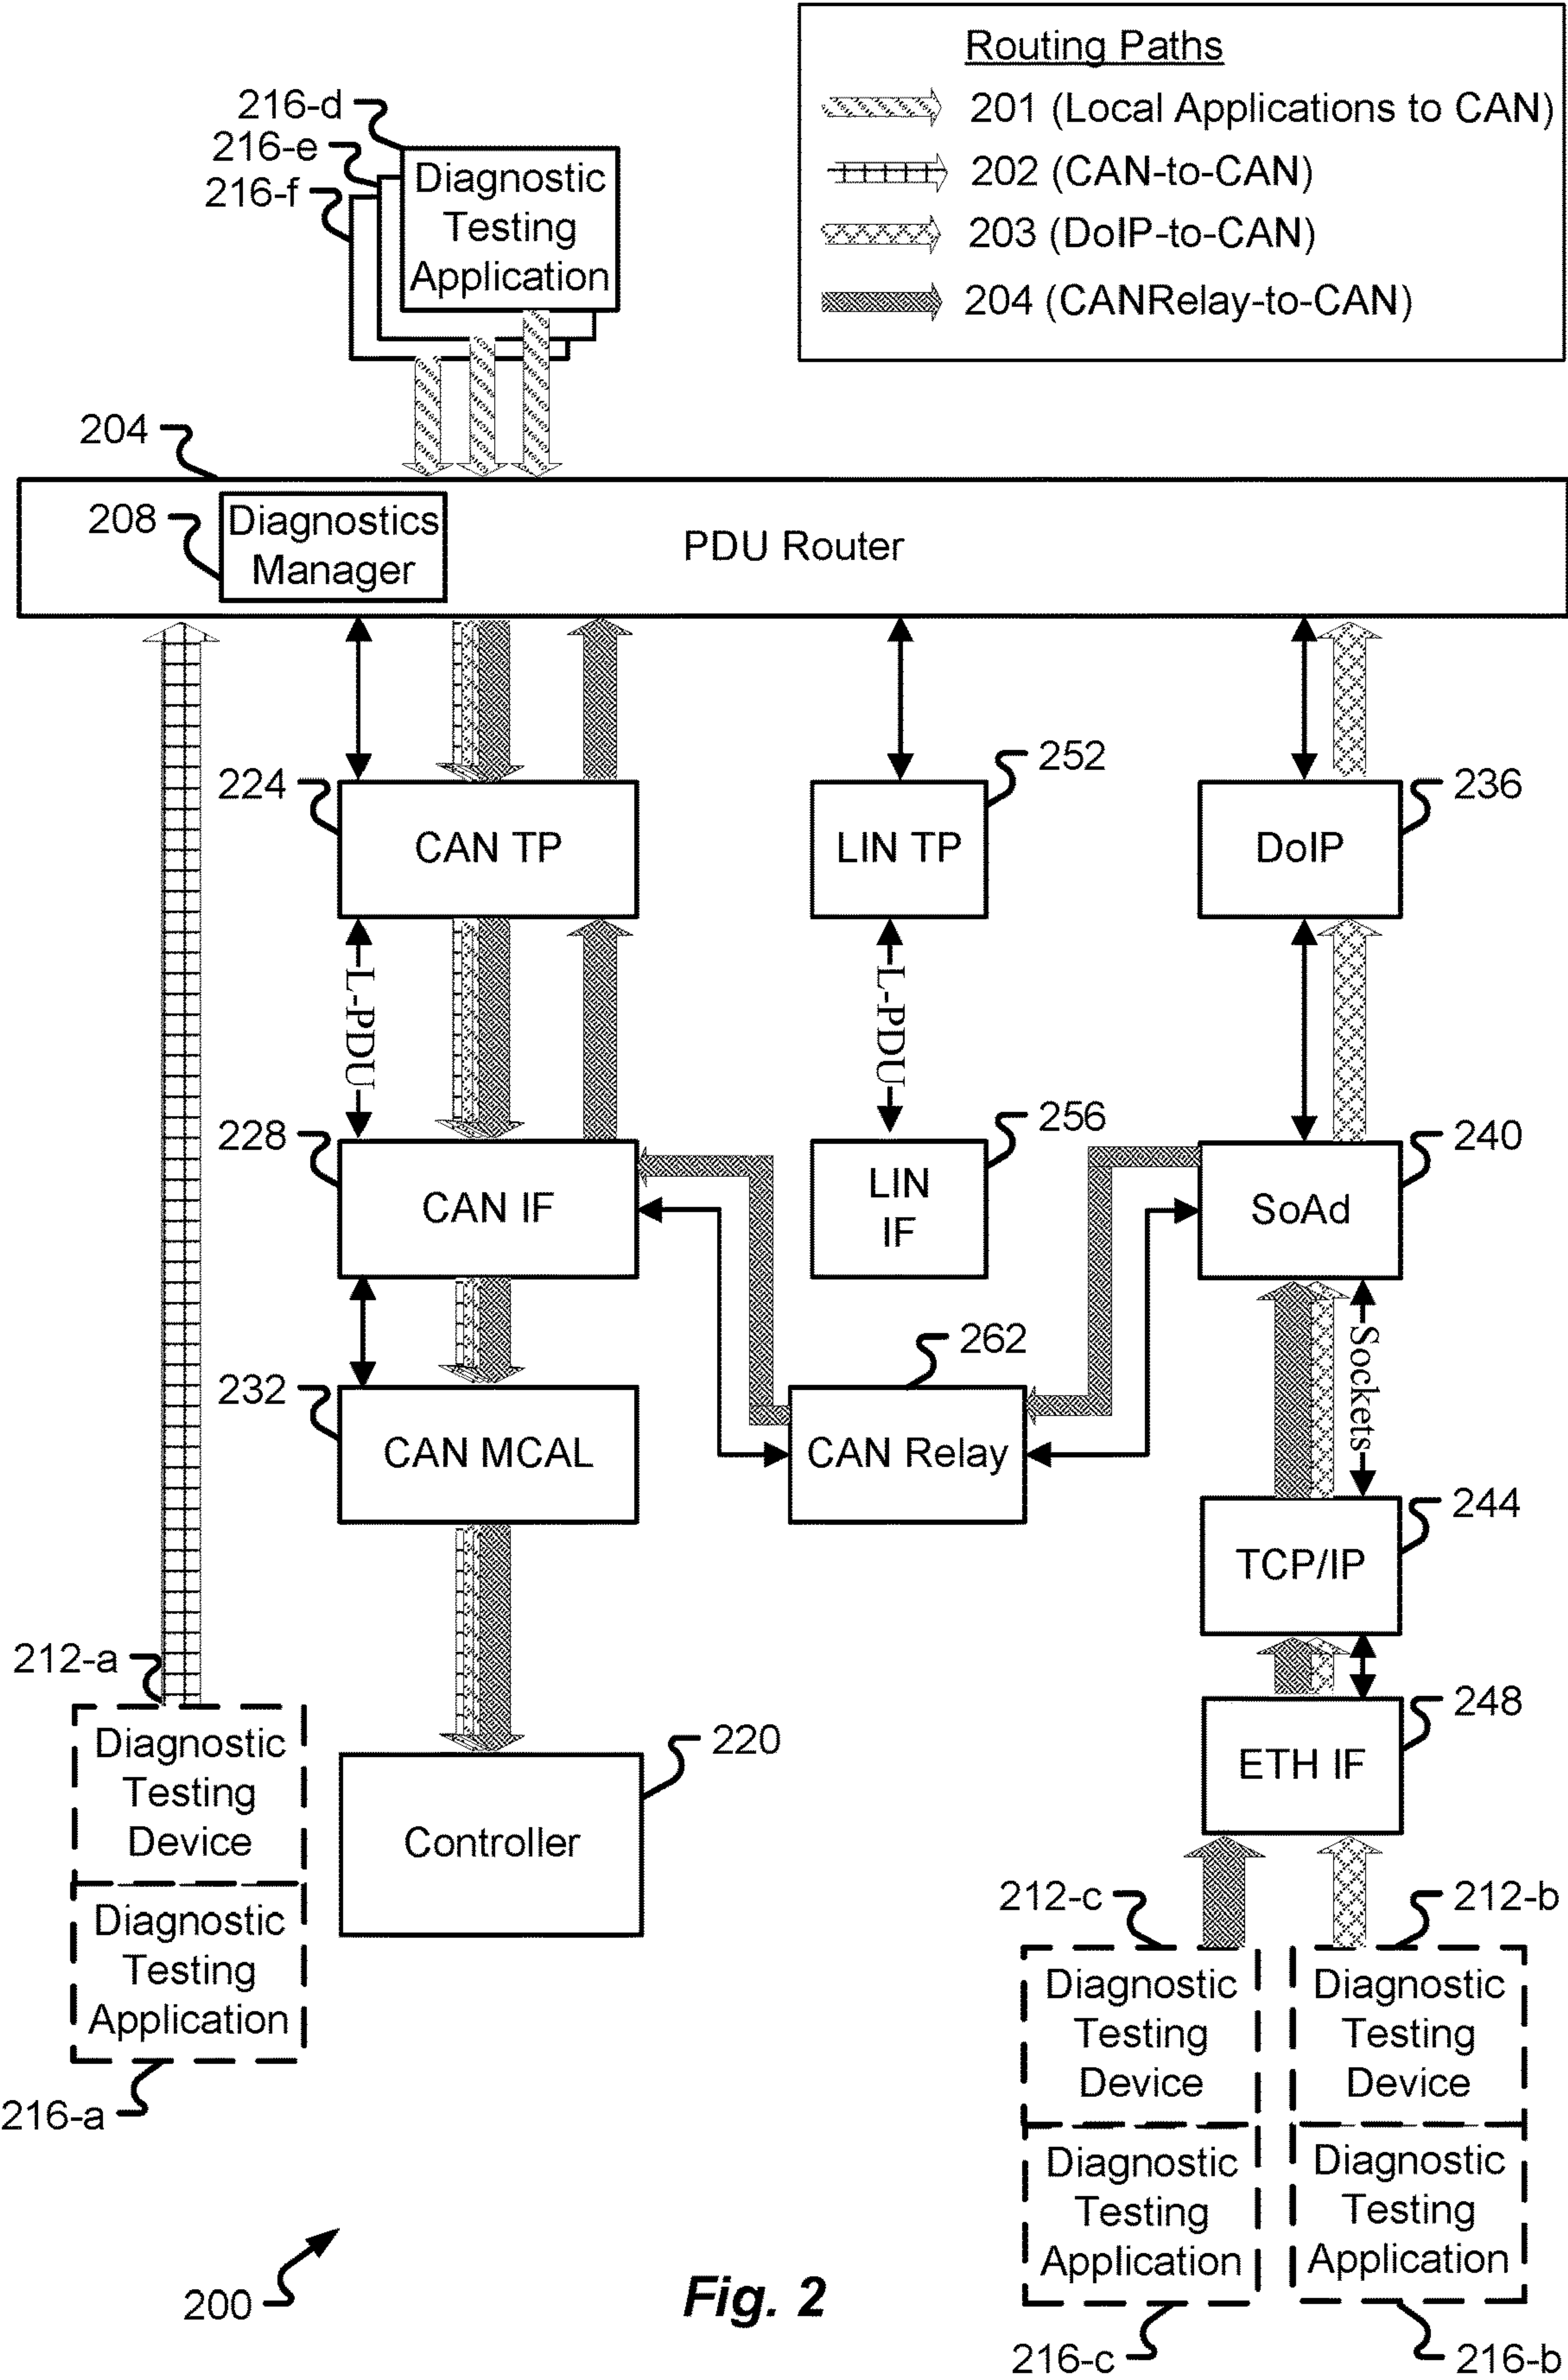 Routing Paths
201 (Local Applications to CAN)
202 (CAN-to-CAN)
203 (DoIP-to-CAN)
204 (CANRelay-to-CAN)
216-d
216-e
216-f
Diagnostic
Testing
Application
204
208
Diagnostics
Manager
PDU Router
224
CAN TP
252
LIN TP
236
DoIP
L-PDU
L-PDU
228
CAN IF
256
LIN
IF
240
SoAd
262
Sockets
232
CAN MCAL
CAN Relay
244
TCP/IP
212-a
Diagnostic
Testing
Device
Diagnostic
Testing
Application
216-a
220
Controller
248
ETH IF
212-c
212-b
Diagnostic
Testing
Device
Diagnostic
Testing
Application
216-c
Diagnostic
Testing
Device
Diagnostic
Testing
Application
216-b
200
Fig. 2